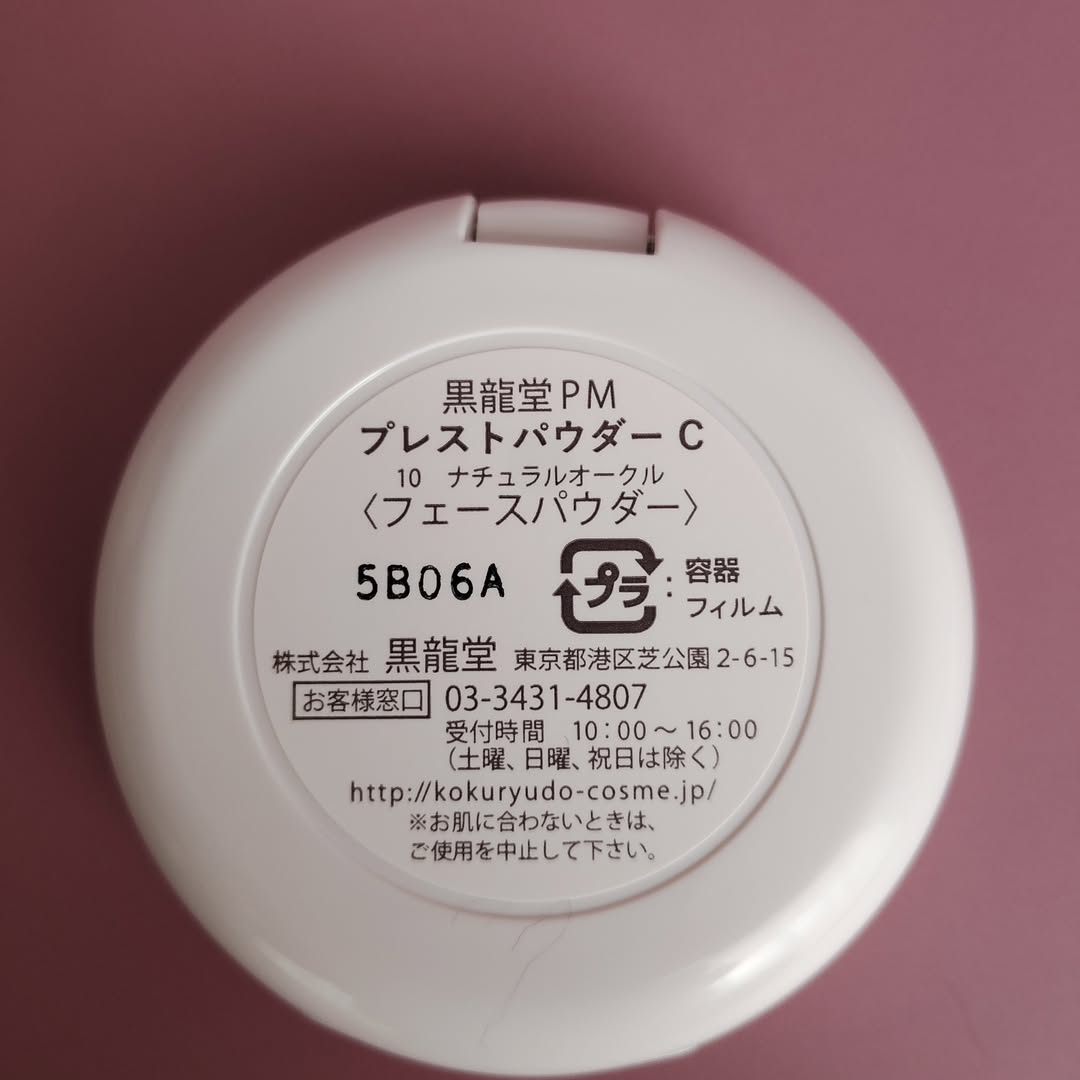 黒龍堂PM
プレストパウダー C
10 ナチュラルオークル
〈フェースパウダー〉
5B06A
プラ : 容器
フィルム
株式会社 黒龍堂 東京都港区芝公園2-6-15
お客様窓口 03-3431-4807
受付時間 10:00〜16:00
(土曜、日曜、祝日は除く)
http://kokuryudo-cosme.jp/
※お肌に合わないときは、
ご使用を中止して下さい。